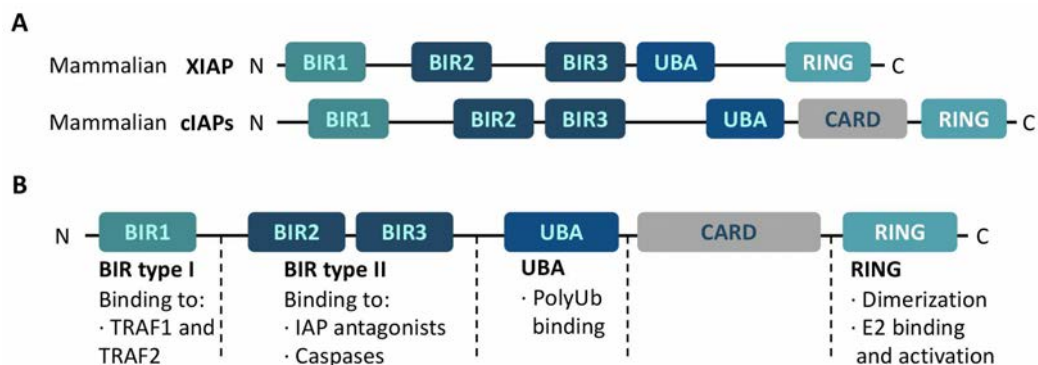 A
Mammalian XIAP N BIR1 BIR2 BIR3 UBA RING C
Mammalian cIAPs N BIR1 BIR2 BIR3 UBA CARD RING C
B
N BIR1 BIR2 BIR3 UBA CARD RING C
BIR type I
Binding to:
· TRAF1 and
TRAF2
BIR type II
Binding to:
· IAP antagonists
· Caspases
UBA
· PolyUb
binding
RING
· Dimerization
· E2 binding
and activation